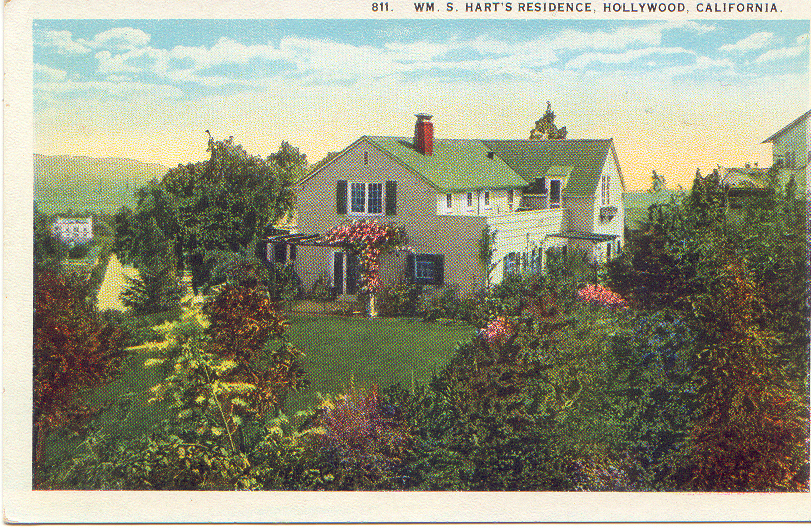 811. WM. S. HART'S RESIDENCE, HOLLYWOOD, CALIFORNIA.